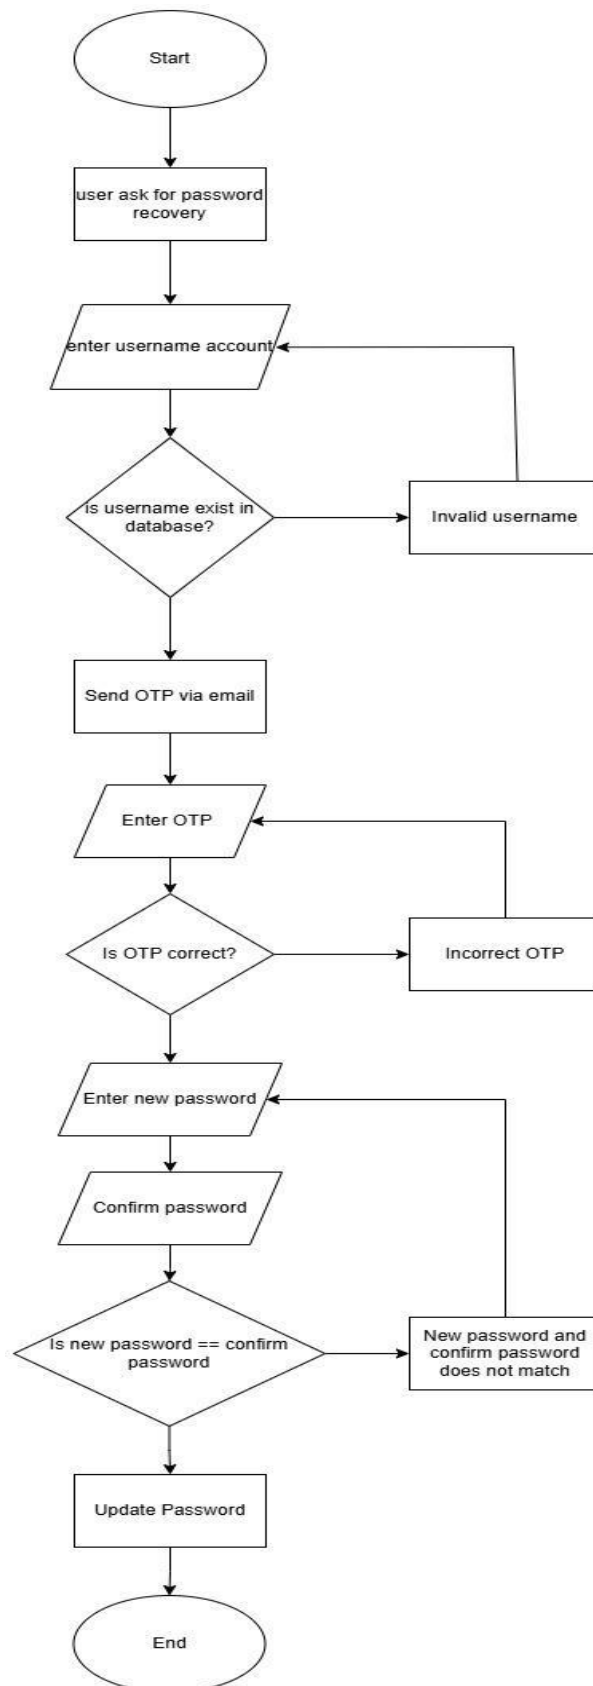 Start
user ask for password
recovery
enter username account
is username exist in
database?
Invalid username
Send OTP via email
Enter OTP
Is OTP correct?
Incorrect OTP
Enter new password
Confirm password
Is new password == confirm
password
New password and
confirm password
does not match
Update Password
End